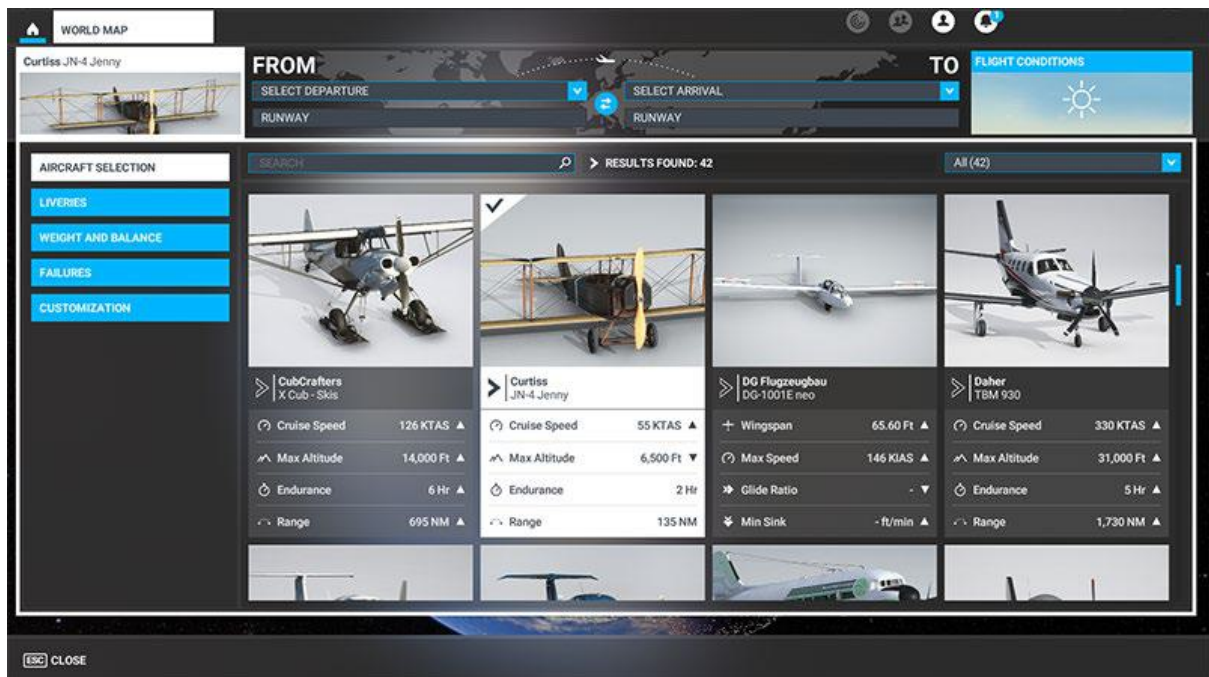 WORLD MAP
1
Curtiss JN-4 Jenny
FROM
TO
SELECT DEPARTURE
SELECT ARRIVAL
RUNWAY
RUNWAY
FLIGHT CONDITIONS
AIRCRAFT SELECTION
LIVERIES
WEIGHT AND BALANCE
FAILURES
CUSTOMIZATION
SEARCH
RESULTS FOUND: 42
All (42)
CubCrafters
X Cub - Skis
Cruise Speed 126 KTAS
Max Altitude 14,000 Ft
Endurance 6 Hr
Range 695 NM
Curtiss
JN-4 Jenny
Cruise Speed 55 KTAS
Max Altitude 6,500 Ft
Endurance 2 Hr
Range 135 NM
DG Flugzeugbau
DG-1001E neo
Wingspan 65.60 Ft
Max Speed 146 KIAS
Glide Ratio -
Min Sink - ft/min
Daher
TBM 930
Cruise Speed 330 KTAS
Max Altitude 31,000 Ft
Endurance 5 Hr
Range 1,730 NM
ESC CLOSE